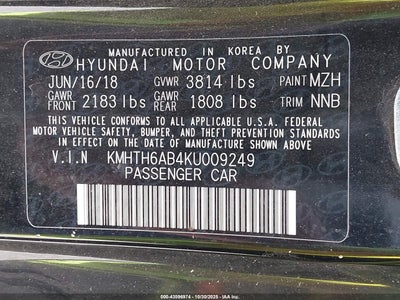 MANUFACTURED IN KOREA BY
HYUNDAI MOTOR COMPANY
JUN/16/18 GVWR 3814 lbs PAINT MZH
GAWR FRONT 2183 lbs GAWR REAR 1808 lbs TRIM NNB
THIS VEHICLE CONFORMS TO ALL APPLICABLE U.S. FEDERAL
MOTOR VEHICLE SAFETY, BUMPER, AND THEFT PREVENTION STANDARDS
IN EFFECT ON THE DATE OF MANUFACTURE SHOWN ABOVE.
V.I.N KMHTH6AB4KU009249
PASSENGER CAR
000-43598974 - 10/30/2025 - IAA Inc.